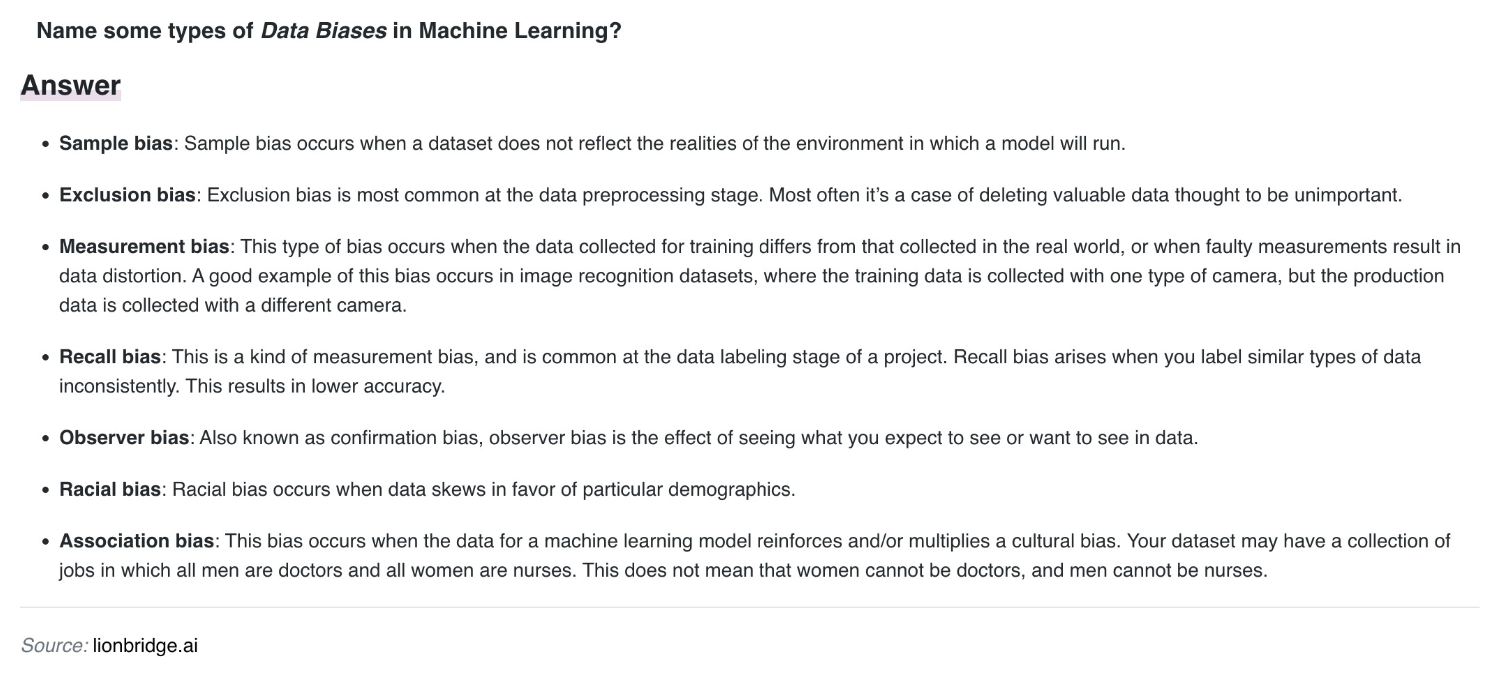 Name some types of Data Biases in Machine Learning?
Answer
• Sample bias: Sample bias occurs when a dataset does not reflect the realities of the environment in which a model will run.
• Exclusion bias: Exclusion bias is most common at the data preprocessing stage. Most often it’s a case of deleting valuable data thought to be unimportant.
• Measurement bias: This type of bias occurs when the data collected for training differs from that collected in the real world, or when faulty measurements result in
data distortion. A good example of this bias occurs in image recognition datasets, where the training data is collected with one type of camera, but the production
data is collected with a different camera.
• Recall bias: This is a kind of measurement bias, and is common at the data labeling stage of a project. Recall bias arises when you label similar types of data
inconsistently. This results in lower accuracy.
• Observer bias: Also known as confirmation bias, observer bias is the effect of seeing what you expect to see or want to see in data.
• Racial bias: Racial bias occurs when data skews in favor of particular demographics.
• Association bias: This bias occurs when the data for a machine learning model reinforces and/or multiplies a cultural bias. Your dataset may have a collection of
jobs in which all men are doctors and all women are nurses. This does not mean that women cannot be doctors, and men cannot be nurses.
Source: lionbridge.ai